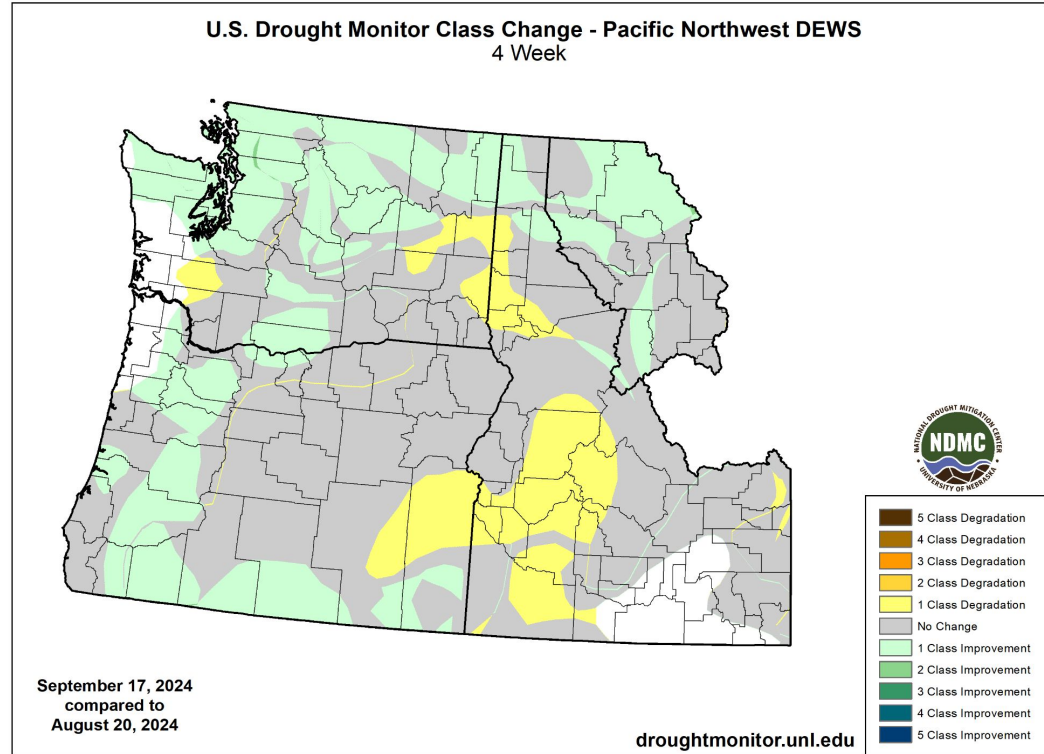 U.S. Drought Monitor Class Change - Pacific Northwest DEWS
4 Week
NATIONAL DROUGHT MITIGATION CENTER
NDMC
UNIVERSITY OF NEBRASKA
5 Class Degradation
4 Class Degradation
3 Class Degradation
2 Class Degradation
1 Class Degradation
No Change
1 Class Improvement
2 Class Improvement
3 Class Improvement
4 Class Improvement
5 Class Improvement
September 17, 2024
compared to
August 20, 2024
droughtmonitor.unl.edu